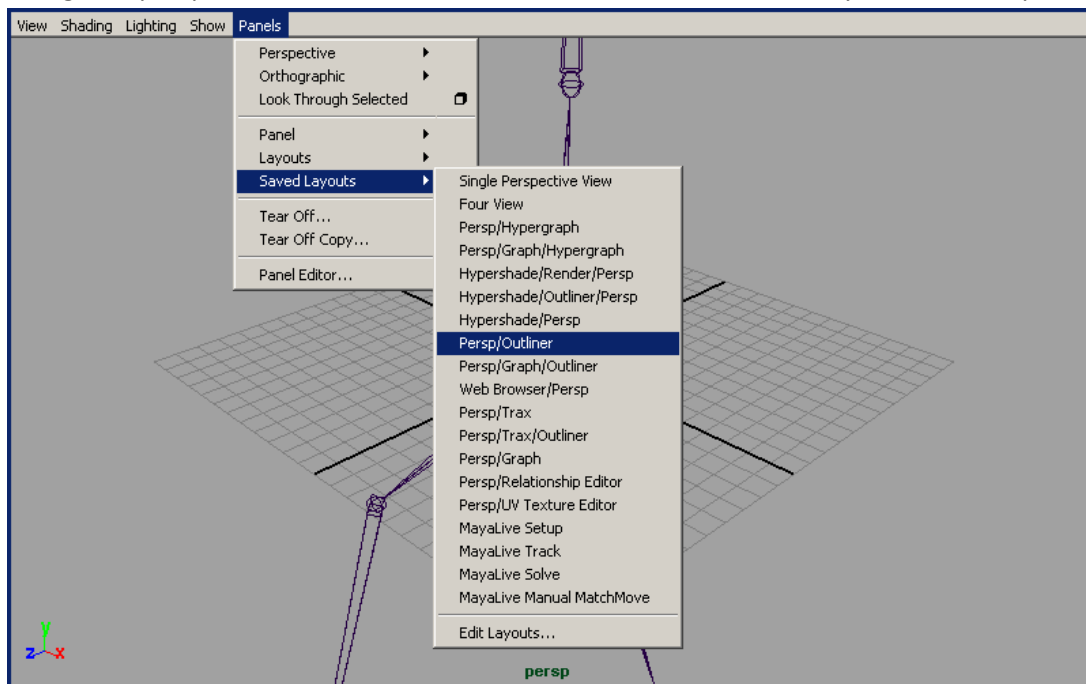 View Shading Lighting Show Panels
Perspective
Orthographic
Look Through Selected
Panel
Layouts
Saved Layouts
Tear Off...
Tear Off Copy...
Panel Editor...
Single Perspective View
Four View
Persp/Hypergraph
Persp/Graph/Hypergraph
Hypershade/Render/Persp
Hypershade/Outliner/Persp
Hypershade/Persp
Persp/Outliner
Persp/Graph/Outliner
Web Browser/Persp
Persp/Trax
Persp/Trax/Outliner
Persp/Graph
Persp/Relationship Editor
Persp/UV Texture Editor
MayaLive Setup
MayaLive Track
MayaLive Solve
MayaLive Manual MatchMove
Edit Layouts...
y
z x
persp